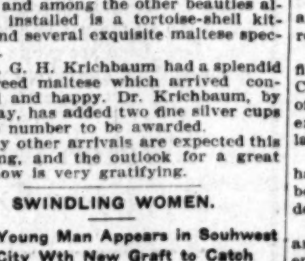 and among the other beauties al-
installed is a tortoise-shell kit-
nd several exquisite maltese spec-
G. H. Krichbaum had a splendid
reed maltese which arrived con-
l and happy. Dr. Krichbaum, by
ay, has added two fine silver cups
number to be awarded.
y other arrivals are expected this
ng, and the outlook for a great
ow is very gratifying.
SWINDLING WOMEN.
Young Man Appears in Souhwest
City Wth New Graft to Catch